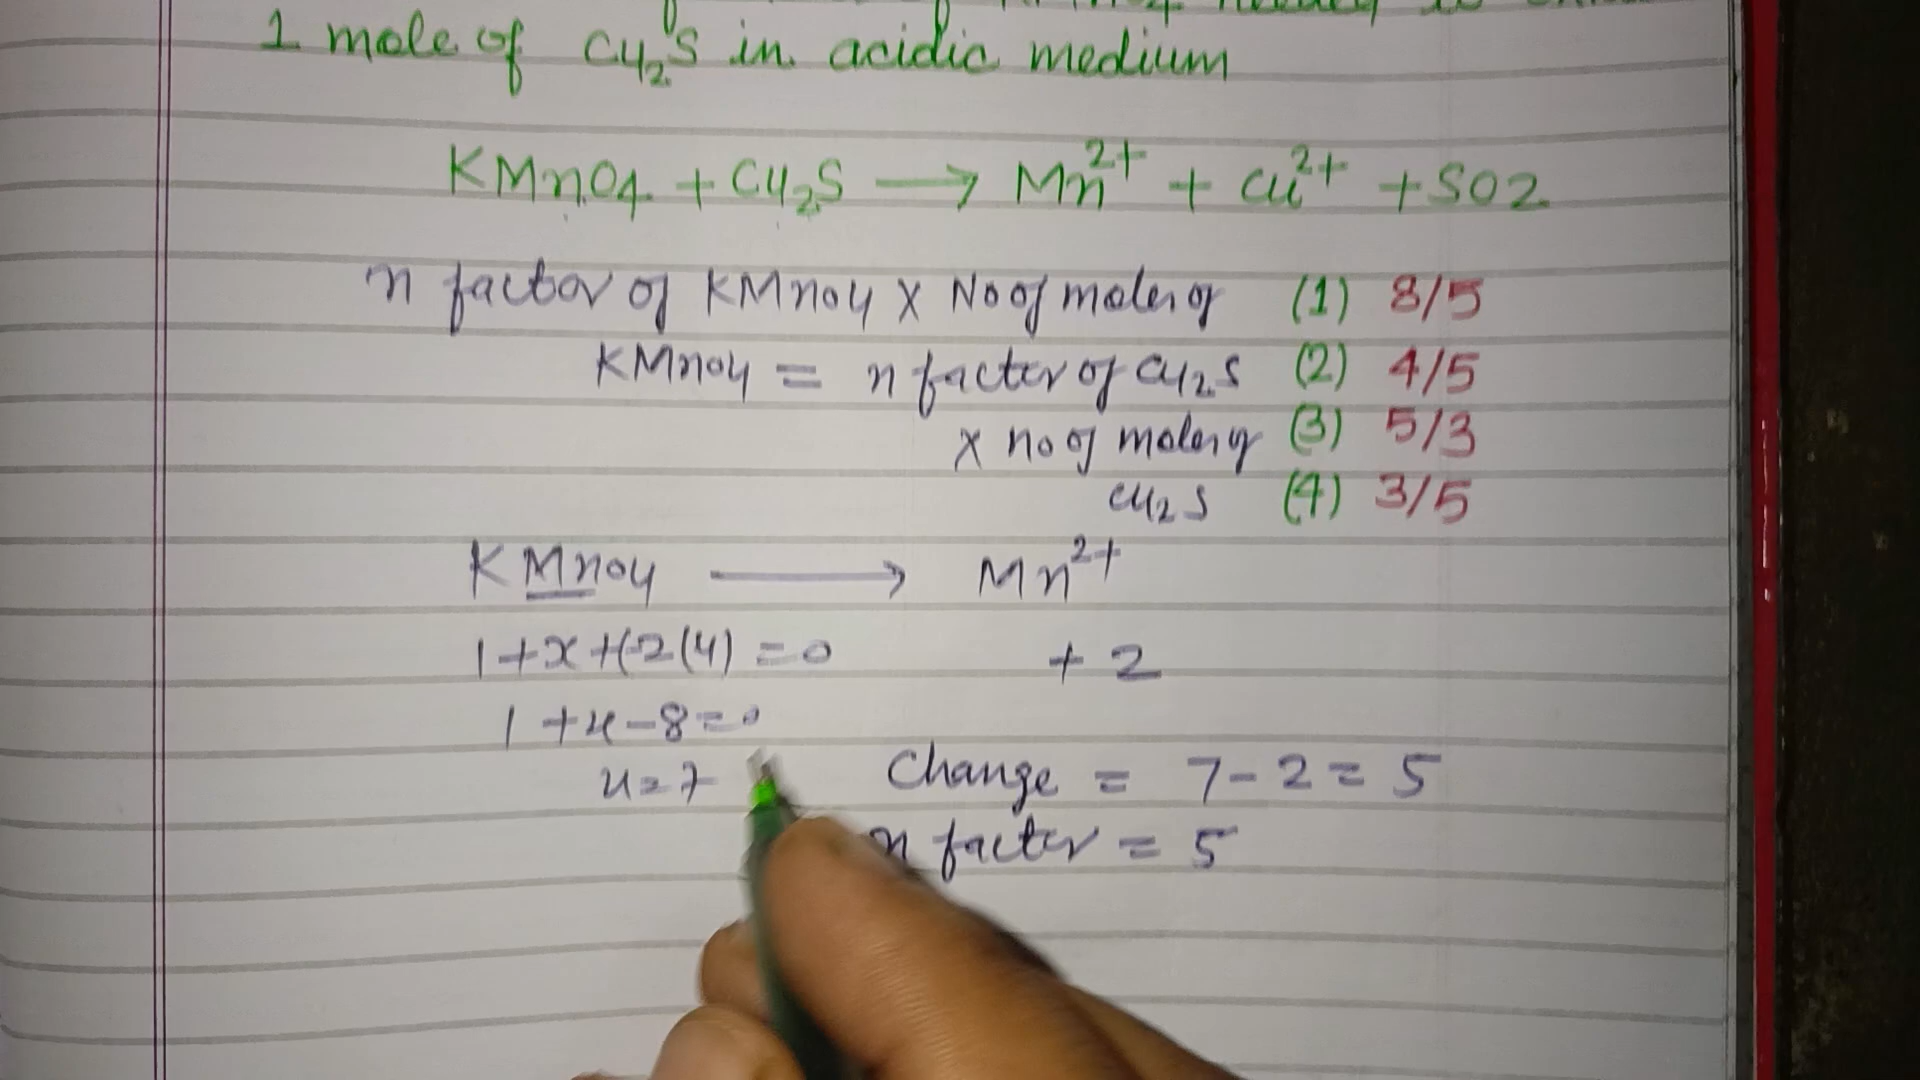 1 mole of Cu₂S in acidic medium
KMnO4 + Cu₂S ⟶ Mn²⁺ + Cu²⁺ + SO2
n factor of KMnO4 X No of moles of (1) 8/5
KMnO4 = n factor of Cu₂S (2) 4/5
X no of moles of (3) 5/3
Cu₂S (4) 3/5
KMnO4 ⟶ Mn²⁺
1+x+(-2(4) = 0 + 2
1 + x - 8 = 0
x = 7 Change = 7 - 2 = 5
n factor = 5